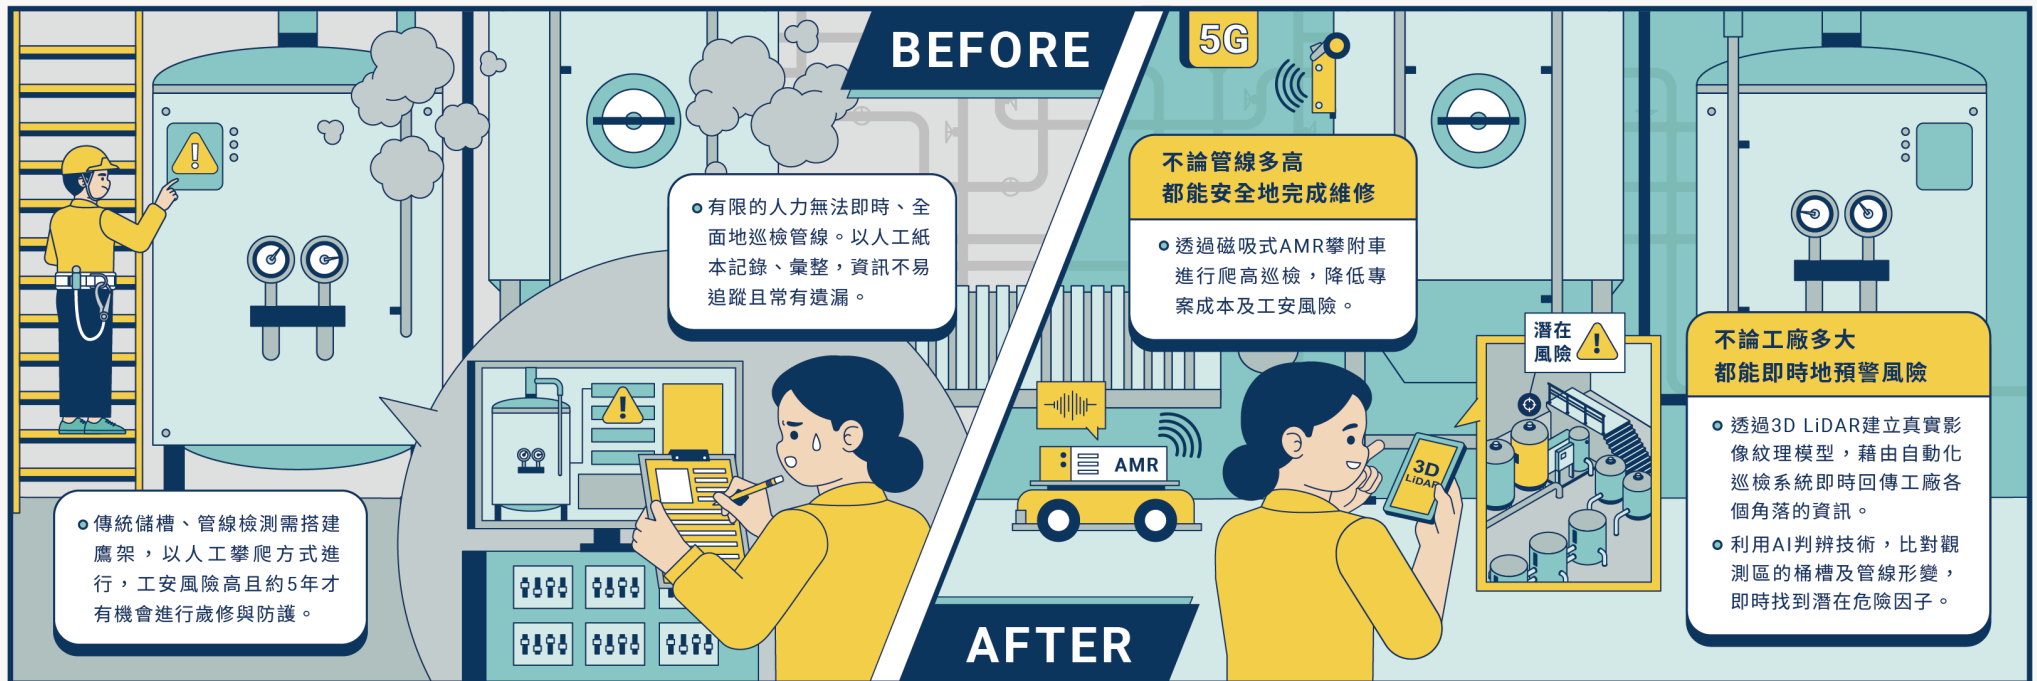 BEFORE
有限的人力無法即時、全
面地巡檢管線。以人工紙
本記錄、彙整，資訊不易
追蹤且常有遺漏。
傳統儲槽、管線檢測需搭建
鷹架，以人工攀爬方式進
行，工安風險高且約5年才
有機會進行歲修與防護。
5G
不論管線多高
都能安全地完成維修
透過磁吸式AMR攀附車
進行爬高巡檢，降低專
案成本及工安風險。
AMR
3D
LiDAR
潛在
風險
不論工廠多大
都能即時地預警風險
透過3D LiDAR建立真實影
像紋理模型，藉由自動化
巡檢系統即時回傳工廠各
個角落的資訊。
利用AI判辨技術，比對觀
測區的桶槽及管線形變，
即時找到潛在危險因子。
AFTER